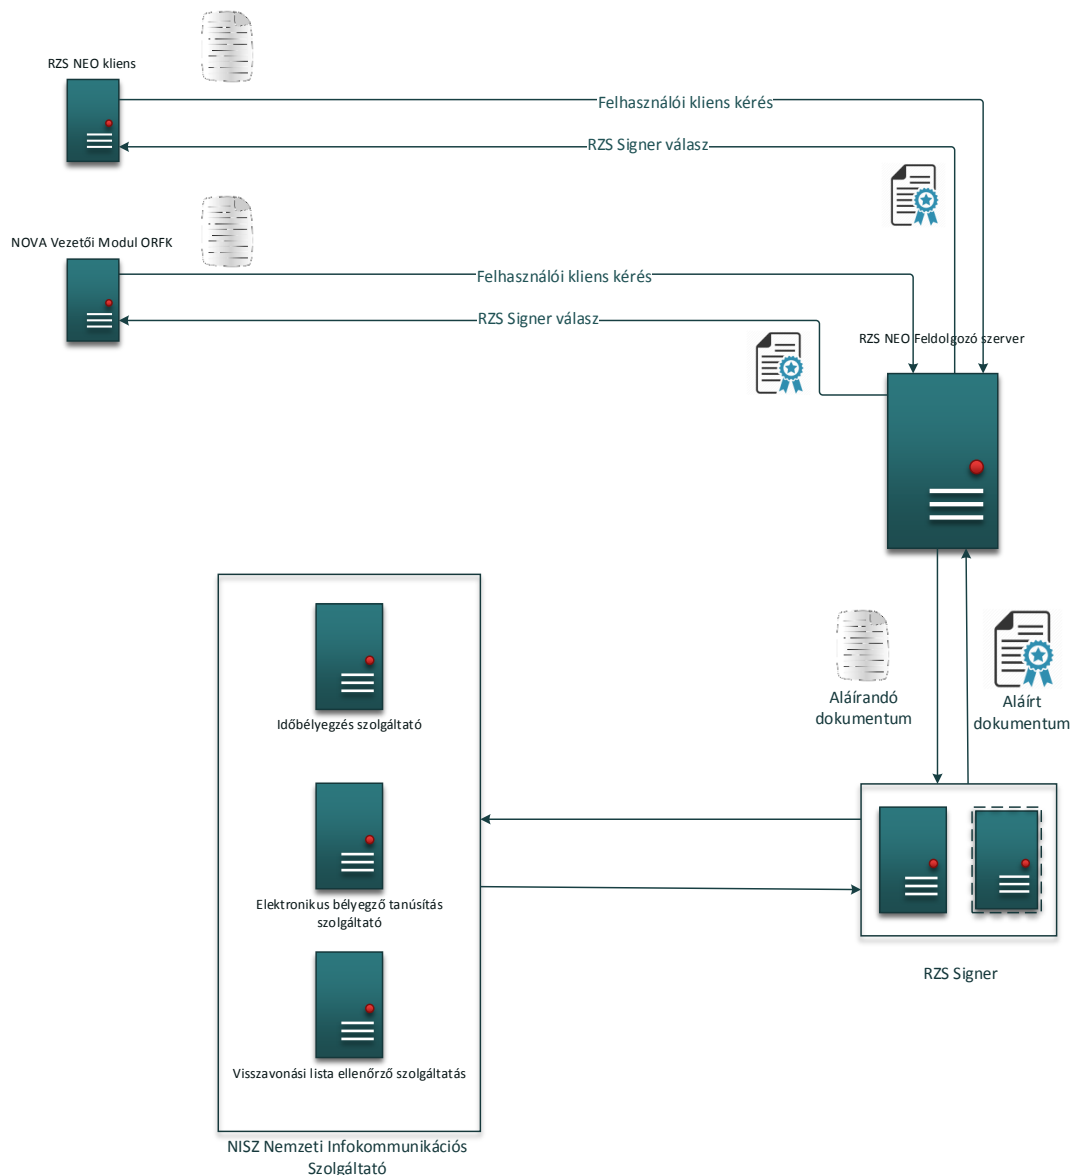 RZS NEO kliens
Felhasználói kliens kérés
RZS Signer válasz
NOVA Vezetői Modul ORFK
Felhasználói kliens kérés
RZS Signer válasz
RZS NEO Feldolgozó szerver
Aláírandó
dokumentum
Aláírt
dokumentum
Időbélyegzés szolgáltató
Elektronikus bélyegző tanúsítás
szolgáltató
RZS Signer
Visszavonási lista ellenőrző szolgáltatás
NISZ Nemzeti Infokommunikációs
Szolgáltató